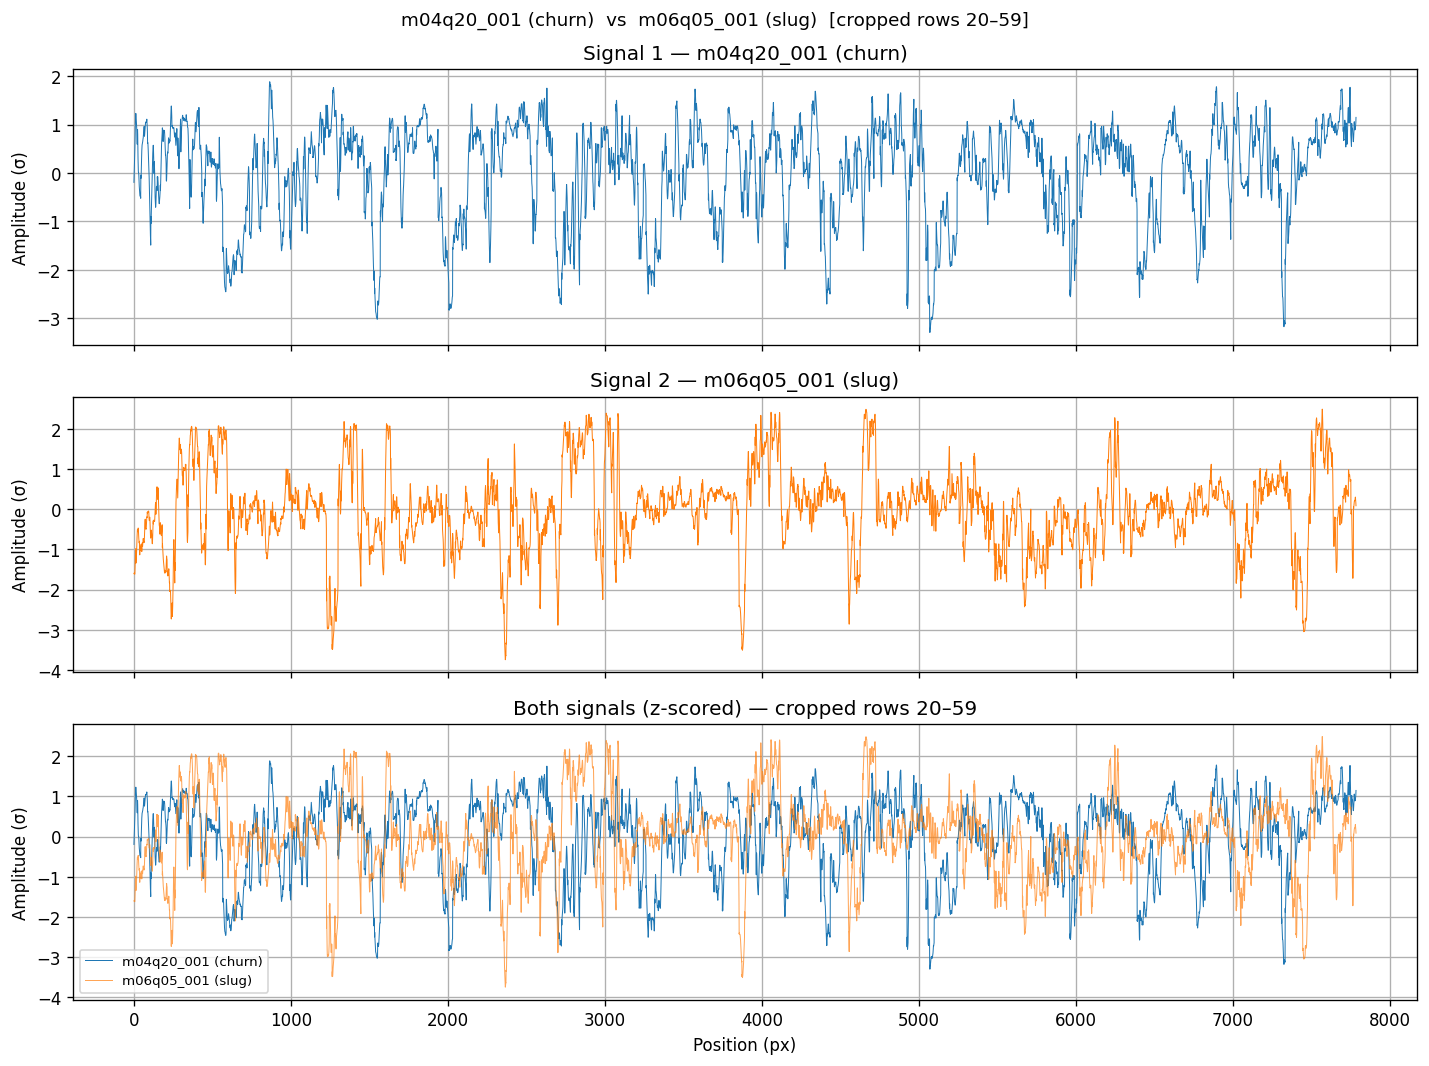 m04q20_001 (churn)  vs  m06q05_001 (slug)  [cropped rows 20–59]
Signal 1 — m04q20_001 (churn)
Amplitude (σ)
2
1
0
−1
−2
−3
Signal 2 — m06q05_001 (slug)
Amplitude (σ)
2
1
0
−1
−2
−3
−4
Both signals (z-scored) — cropped rows 20–59
Amplitude (σ)
2
1
0
−1
−2
−3
−4
m04q20_001 (churn)
m06q05_001 (slug)
0 1000 2000 3000 4000 5000 6000 7000 8000
Position (px)